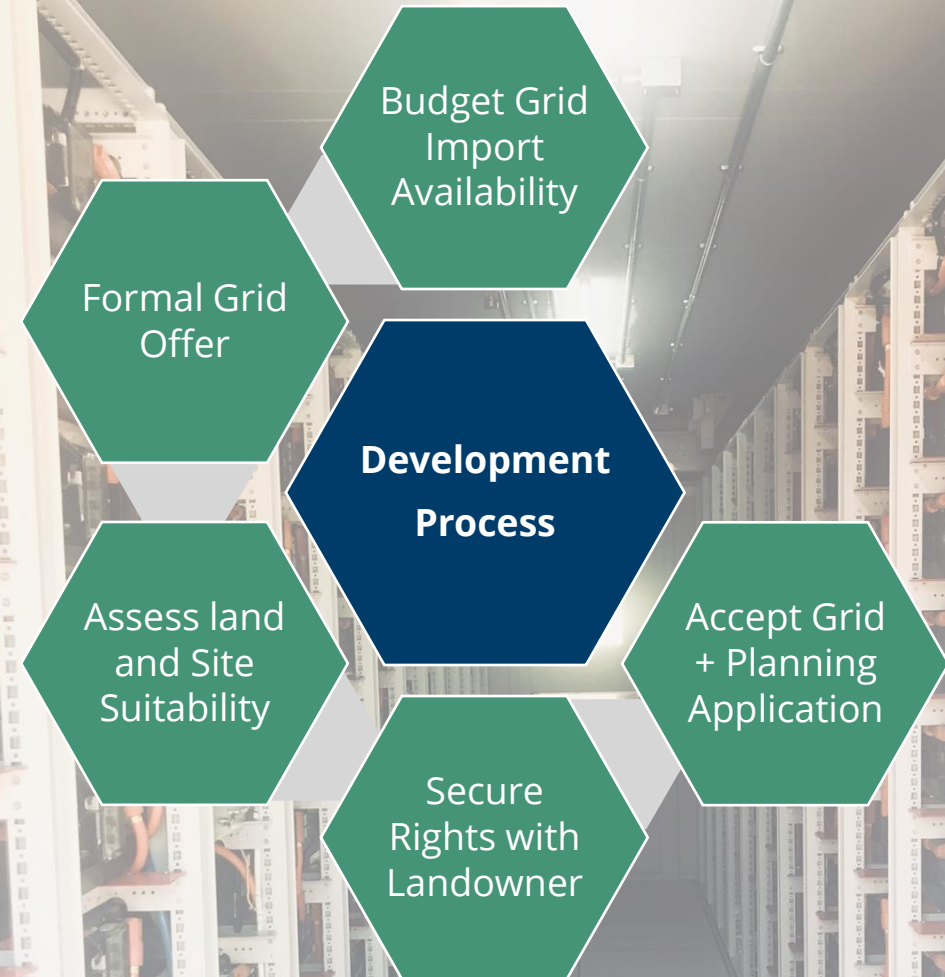 Budget Grid
Import
Availability
Formal Grid
Offer
Development
Process
Assess land
and Site
Suitability
Accept Grid
+ Planning
Application
Secure
Rights with
Landowner